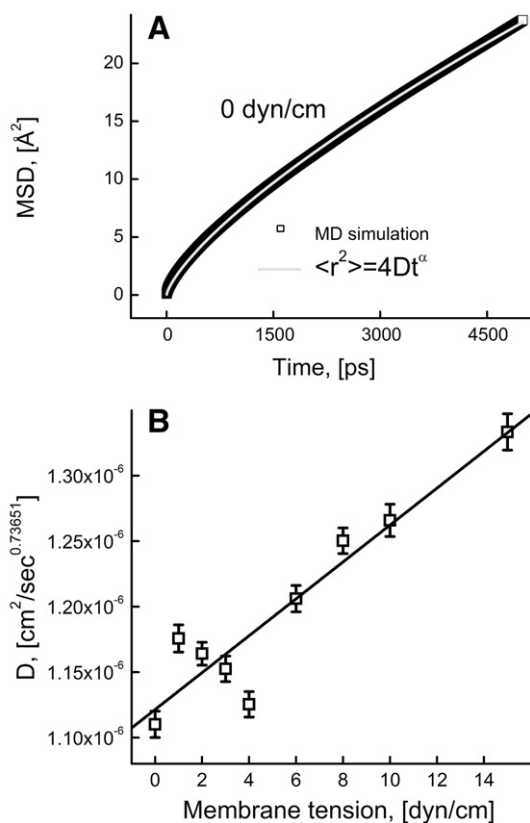 A
20
15
10
5
0
MSD, [Å²]
0 dyn/cm
MD simulation
<r²>=4Dt^α
0 1500 3000 4500
Time, [ps]
B
1.30x10⁻⁶
1.25x10⁻⁶
1.20x10⁻⁶
1.15x10⁻⁶
1.10x10⁻⁶
D, [cm²/sec^0.73651]
0 2 4 6 8 10 12 14
Membrane tension, [dyn/cm]